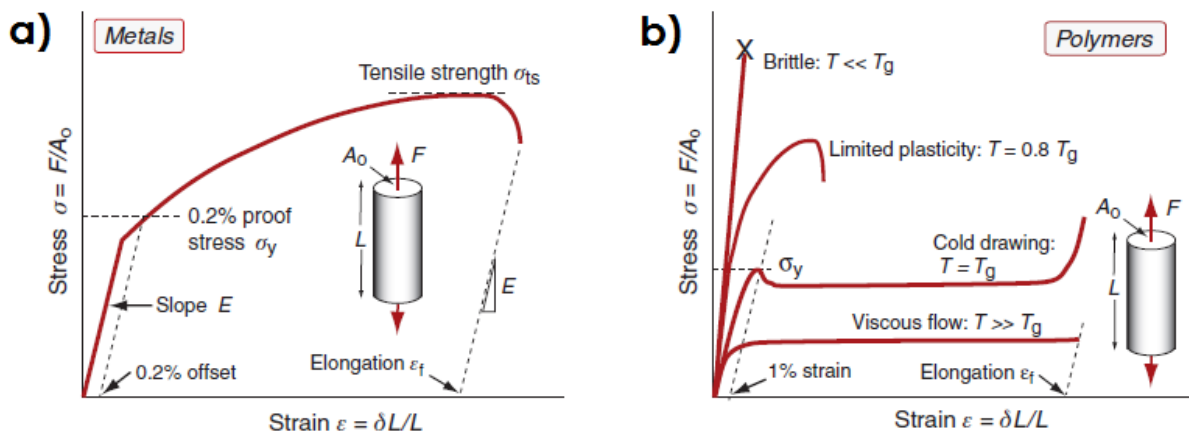 a)
Metals
Tensile strength σts
Stress σ = F/Ao
A0
F
L
0.2% proof
stress σy
Slope E
E
0.2% offset
Elongation εf
Strain ε = δL/L
b)
Polymers
X
Brittle: T << Tg
Limited plasticity: T = 0.8 Tg
Stress σ = F/Ao
A0
F
Cold drawing:
T = Tg
σy
L
Viscous flow: T >> Tg
1% strain
Elongation εf
Strain ε = δL/L